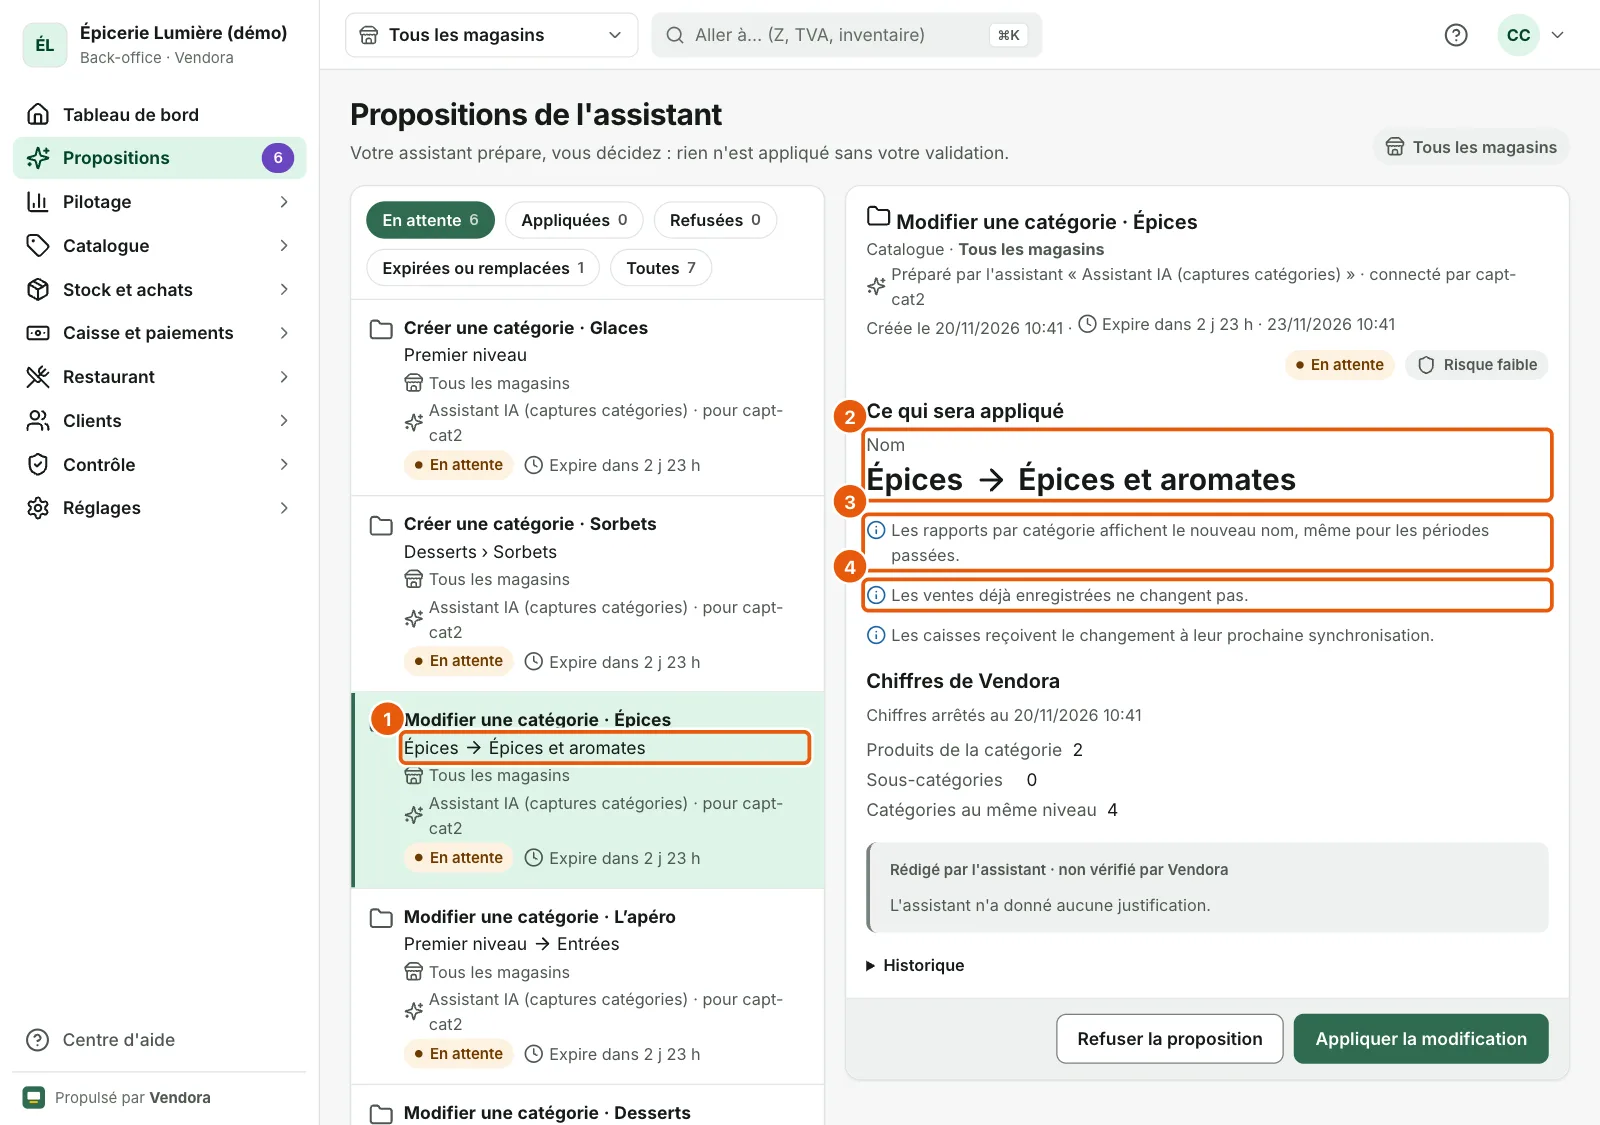 ÉL
Épicerie Lumière (démo)
Back-office · Vendora
Tous les magasins
Aller à... (Z, TVA, inventaire)
⌘K
CC
Tableau de bord
Propositions
6
Pilotage
Catalogue
Stock et achats
Caisse et paiements
Restaurant
Clients
Contrôle
Réglages
Centre d'aide
Propulsé par Vendora
Propositions de l'assistant
Votre assistant prépare, vous décidez : rien n'est appliqué sans votre validation.
Tous les magasins
En attente 6
Appliquées 0
Refusées 0
Expirées ou remplacées 1
Toutes 7
Créer une catégorie · Glaces
Premier niveau
Tous les magasins
Assistant IA (captures catégories) · pour capt-
cat2
En attente
Expire dans 2 j 23 h
Créer une catégorie · Sorbets
Desserts › Sorbets
Tous les magasins
Assistant IA (captures catégories) · pour capt-
cat2
En attente
Expire dans 2 j 23 h
1
Modifier une catégorie · Épices
Épices → Épices et aromates
Tous les magasins
Assistant IA (captures catégories) · pour capt-
cat2
En attente
Expire dans 2 j 23 h
Modifier une catégorie · L'apéro
Premier niveau → Entrées
Tous les magasins
Assistant IA (captures catégories) · pour capt-
cat2
En attente
Expire dans 2 j 23 h
Modifier une catégorie · Desserts
Modifier une catégorie · Épices
Catalogue · Tous les magasins
Préparé par l'assistant « Assistant IA (captures catégories) » · connecté par capt-
cat2
Créée le 20/11/2026 10:41 · Expire dans 2 j 23 h · 23/11/2026 10:41
En attente
Risque faible
2
Ce qui sera appliqué
Nom
Épices → Épices et aromates
3
Les rapports par catégorie affichent le nouveau nom, même pour les périodes
passées.
4
Les ventes déjà enregistrées ne changent pas.
Les caisses reçoivent le changement à leur prochaine synchronisation.
Chiffres de Vendora
Chiffres arrêtés au 20/11/2026 10:41
Produits de la catégorie 2
Sous-catégories 0
Catégories au même niveau 4
Rédigé par l'assistant · non vérifié par Vendora
L'assistant n'a donné aucune justification.
Historique
Refuser la proposition
Appliquer la modification